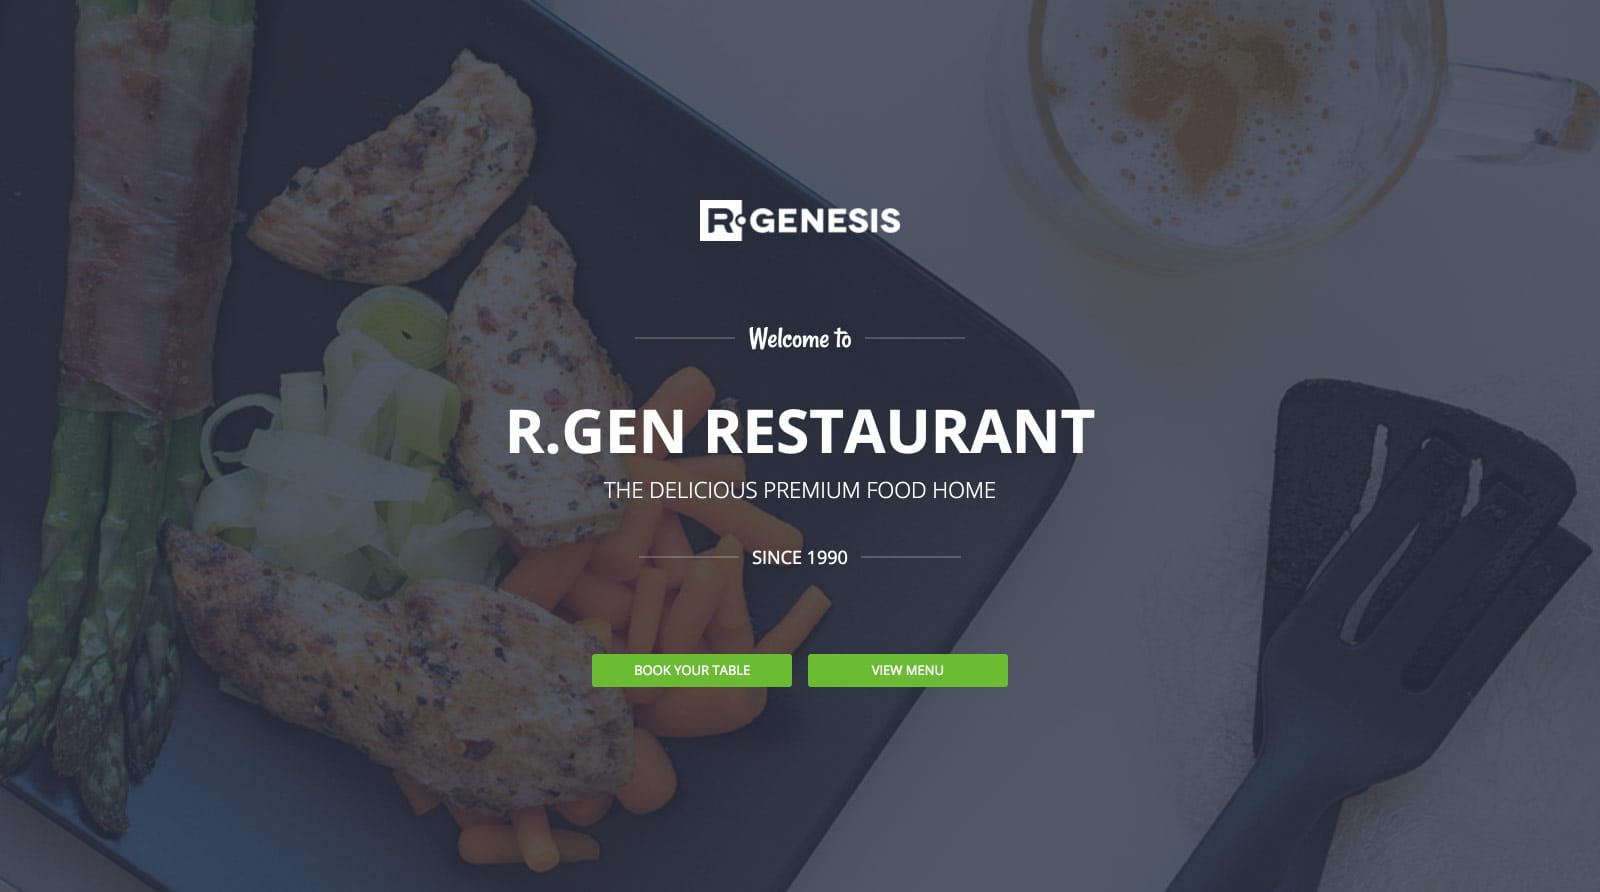 R.GENESIS
Welcome to
R.GEN RESTAURANT
THE DELICIOUS PREMIUM FOOD HOME
SINCE 1990
BOOK YOUR TABLE
VIEW MENU